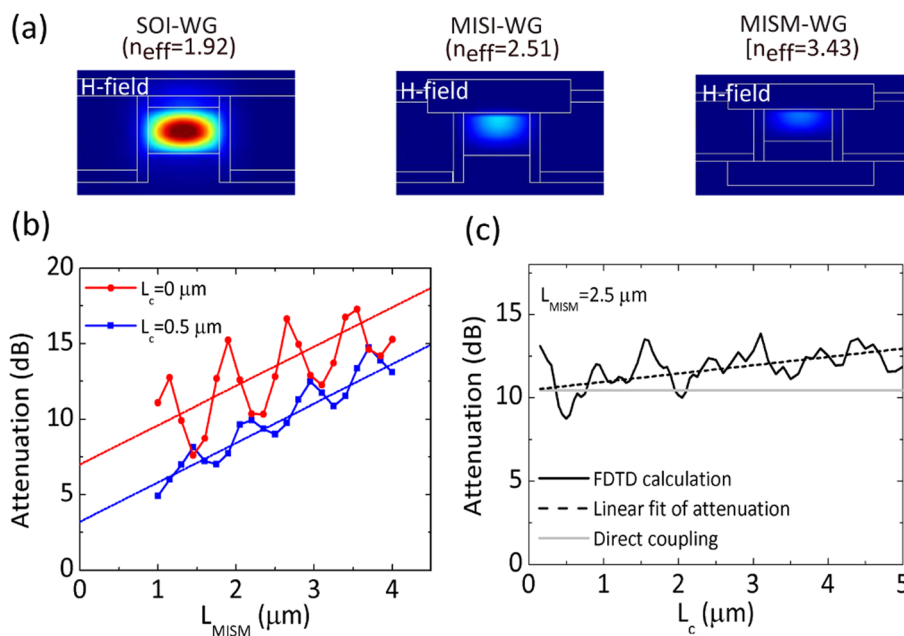 (a)
SOI-WG
(neff=1.92)
MISI-WG
(neff=2.51)
MISM-WG
[neff=3.43)
H-field
H-field
H-field
(b)
Attenuation (dB)
20
15
10
5
0
Lc=0 μm
Lc=0.5 μm
0 1 2 3 4
LMISM (μm)
(c)
Attenuation (dB)
15
10
5
0
LMISM=2.5 μm
FDTD calculation
Linear fit of attenuation
Direct coupling
0 1 2 3 4 5
Lc (μm)